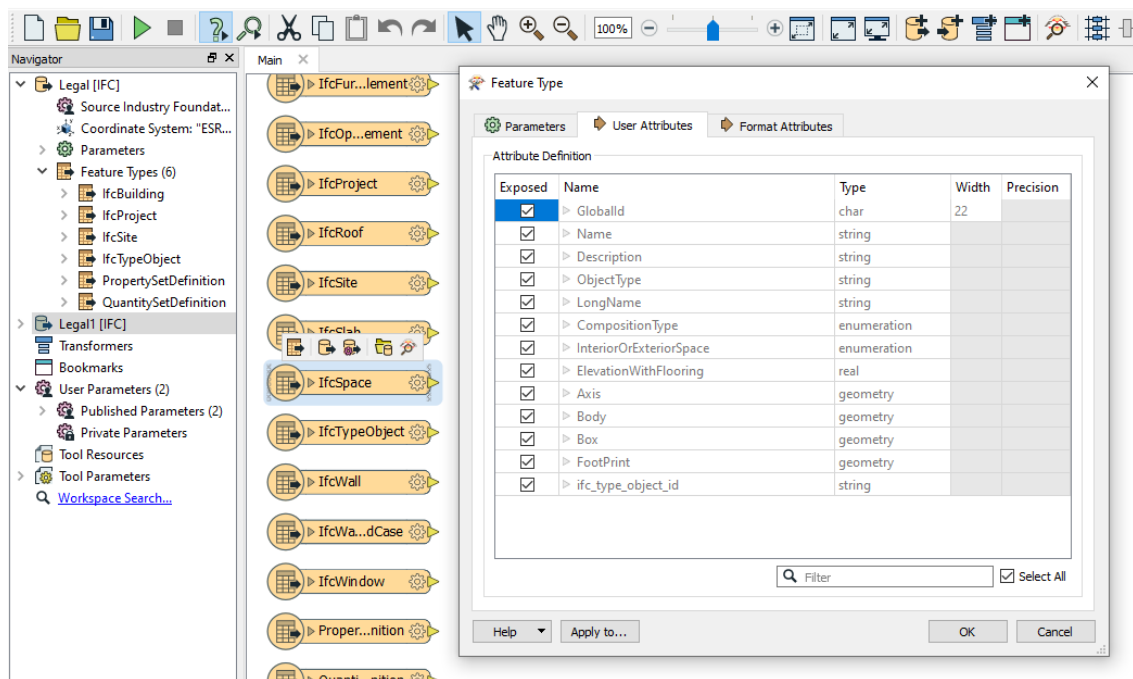 100%
Navigator
Main
Legal [IFC]
Source Industry Foundat...
Coordinate System: "ESR...
Parameters
Feature Types (6)
IfcBuilding
IfcProject
IfcSite
IfcTypeObject
PropertySetDefinition
QuantitySetDefinition
Legal1 [IFC]
Transformers
Bookmarks
User Parameters (2)
Published Parameters (2)
Private Parameters
Tool Resources
Tool Parameters
Workspace Search...
IfcFur...lement
IfcOp...ement
IfcProject
IfcRoof
IfcSite
IfcSlab
IfcSpace
IfcTypeObject
IfcWall
IfcWa...dCase
IfcWindow
Proper...nition
Quanti...nition
Feature Type
Parameters User Attributes Format Attributes
Attribute Definition
Exposed Name Type Width Precision
GlobalId char 22
Name string
Description string
ObjectType string
LongName string
CompositionType enumeration
InteriorOrExteriorSpace enumeration
ElevationWithFlooring real
Axis geometry
Body geometry
Box geometry
FootPrint geometry
ifc_type_object_id string
Filter Select All
Help Apply to... OK Cancel